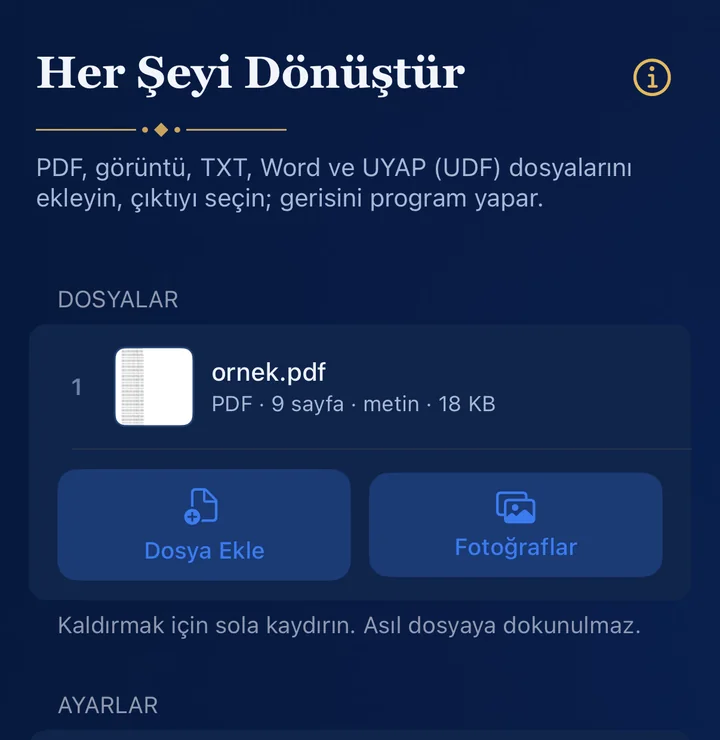 Her Şeyi Dönüştür
PDF, görüntü, TXT, Word ve UYAP (UDF) dosyalarını
ekleyin, çıktıyı seçin; gerisini program yapar.
DOSYALAR
1
ornek.pdf
PDF · 9 sayfa · metin · 18 KB
Dosya Ekle
Fotoğraflar
Kaldırmak için sola kaydırın. Asıl dosyaya dokunulmaz.
AYARLAR